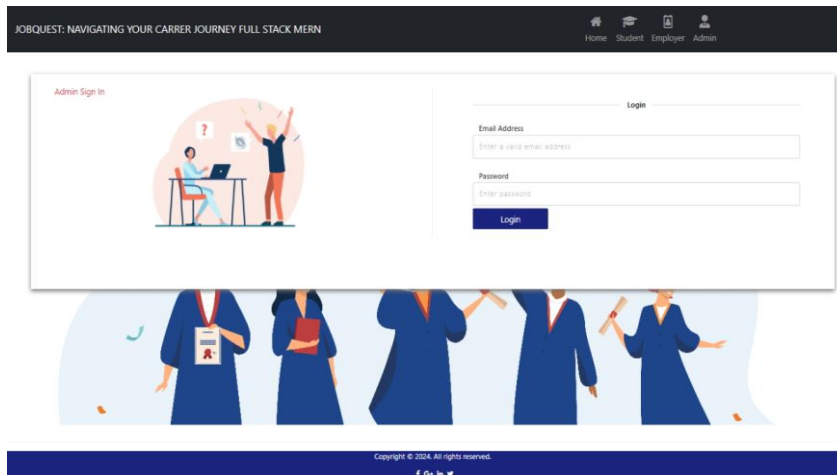 JOBQUEST: NAVIGATING YOUR CARRER JOURNEY FULL STACK MERN
Home Student Employer Admin
Admin Sign In
?
Login
Email Address
Enter a valid email address
Password
Enter password
Login
Copyright © 2024. All rights reserved.
f G+ in